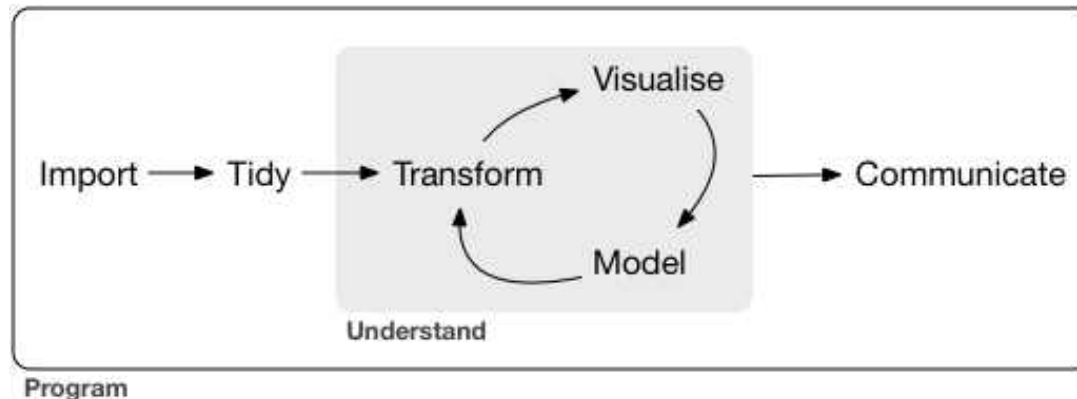 Visualise
Import
Tidy
Transform
Communicate
Model
Understand
Program